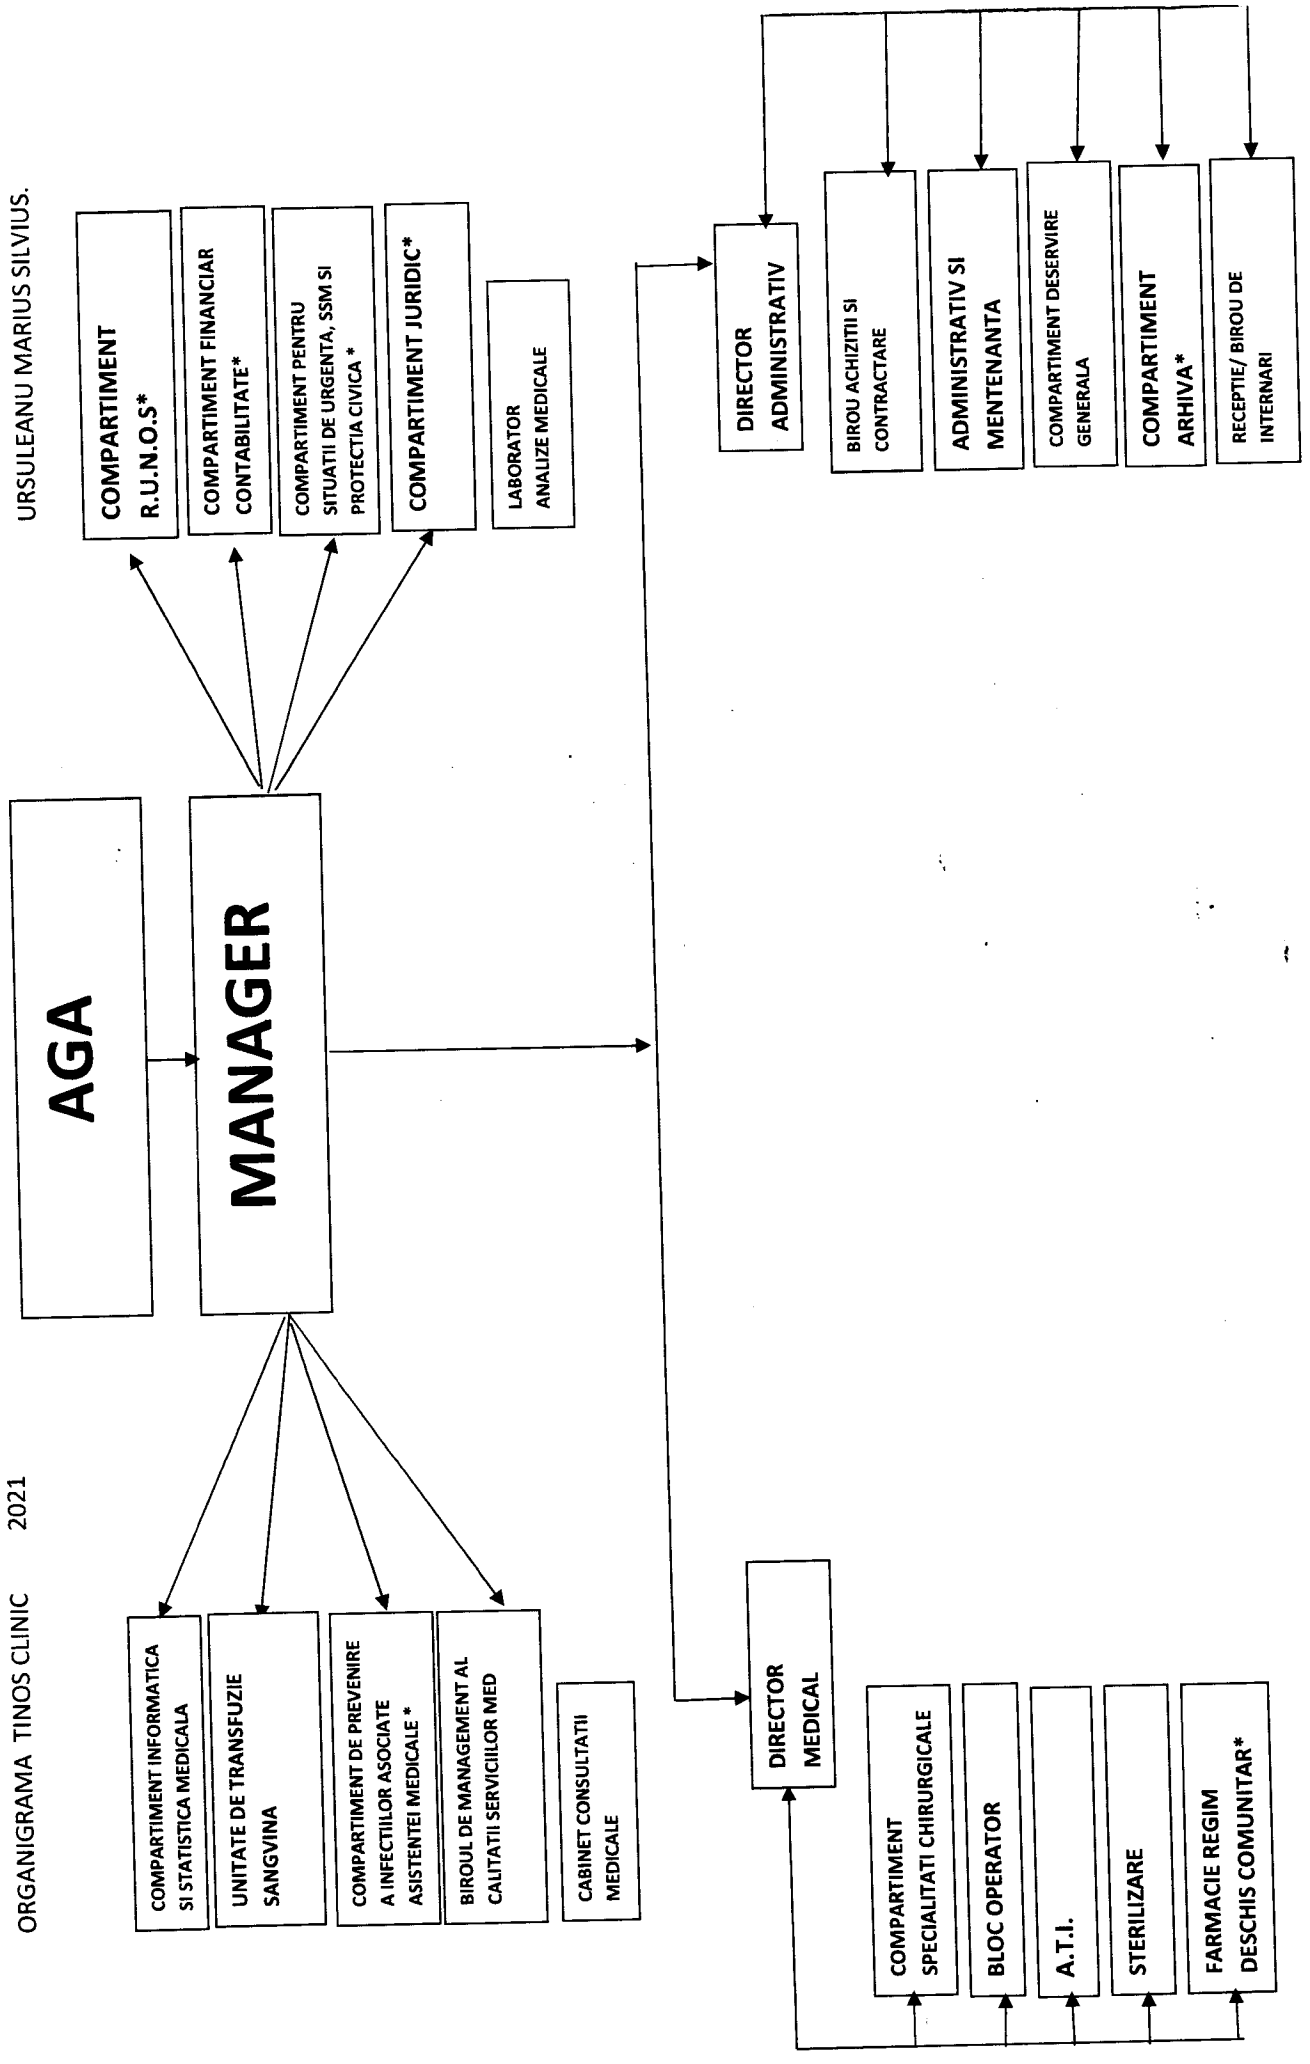 ORGANIGRAMA TINOS CLINIC 2021
URSULEANU MARIUS SILVIUS.
AGA
MANAGER
COMPARTIMENT INFORMATICA
SI STATISTICA MEDICALA
UNITATE DE TRANSFUZIE
SANGVINA
COMPARTIMENT DE PREVENIRE
A INFECTIILOR ASOCIATE
ASISTENTEI MEDICALE *
BIROUL DE MANAGEMENT AL
CALITATII SERVICIILOR MED
CABINET CONSULTATII
MEDICALE
COMPARTIMENT
R.U.N.O.S*
COMPARTIMENT FINANCIAR
CONTABILITATE*
COMPARTIMENT PENTRU
SITUATII DE URGENTA, SSM SI
PROTECTIA CIVICA *
COMPARTIMENT JURIDIC*
LABORATOR
ANALIZE MEDICALE
DIRECTOR
MEDICAL
COMPARTIMENT
SPECIALITATI CHIRURGICALE
BLOC OPERATOR
A.T.I.
STERILIZARE
FARMACIE REGIM
DESCHIS COMUNITAR*
DIRECTOR
ADMINISTRATIV
BIROU ACHIZITII SI
CONTRACTARE
ADMINISTRATIV SI
MENTENANTA
COMPARTIMENT DESERVIRE
GENERALA
COMPARTIMENT
ARHIVA*
RECEPTIE/ BIROU DE
INTERNARI